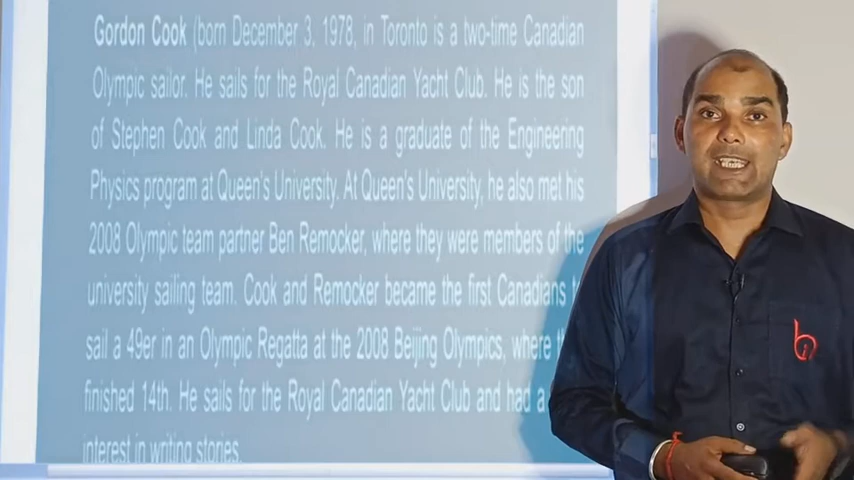 Gordon Cook (born December 3, 1978, in Toronto is a two-time Canadian
Olympic sailor. He sails for the Royal Canadian Yacht Club. He is the son
of Stephen Cook and Linda Cook. He is a graduate of the Engineering
Physics program at Queen's University. At Queen's University, he also met his
2008 Olympic team partner Ben Remocker, where they were members of the
university sailing team. Cook and Remocker became the first Canadians
sail a 49er in an Olympic Regatta at the 2008 Beijing Olympics, where
finished 14th. He sails for the Royal Canadian Yacht Club and had a
interest in writing stories.